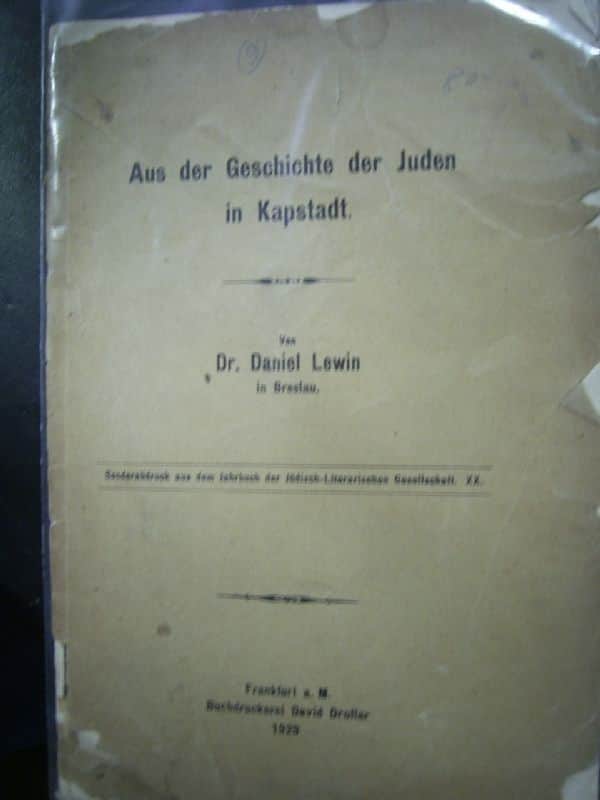 Aus der Geschichte der Juden
in Kapstadt.
Von
Dr. Daniel Lewin
in Breslau.
Sonderabdruck aus dem Jahrbuch der Jüdisch-Literarischen Gesellschaft. XX.
Frankfurt a. M.
Buchdruckerei David Droller
1929